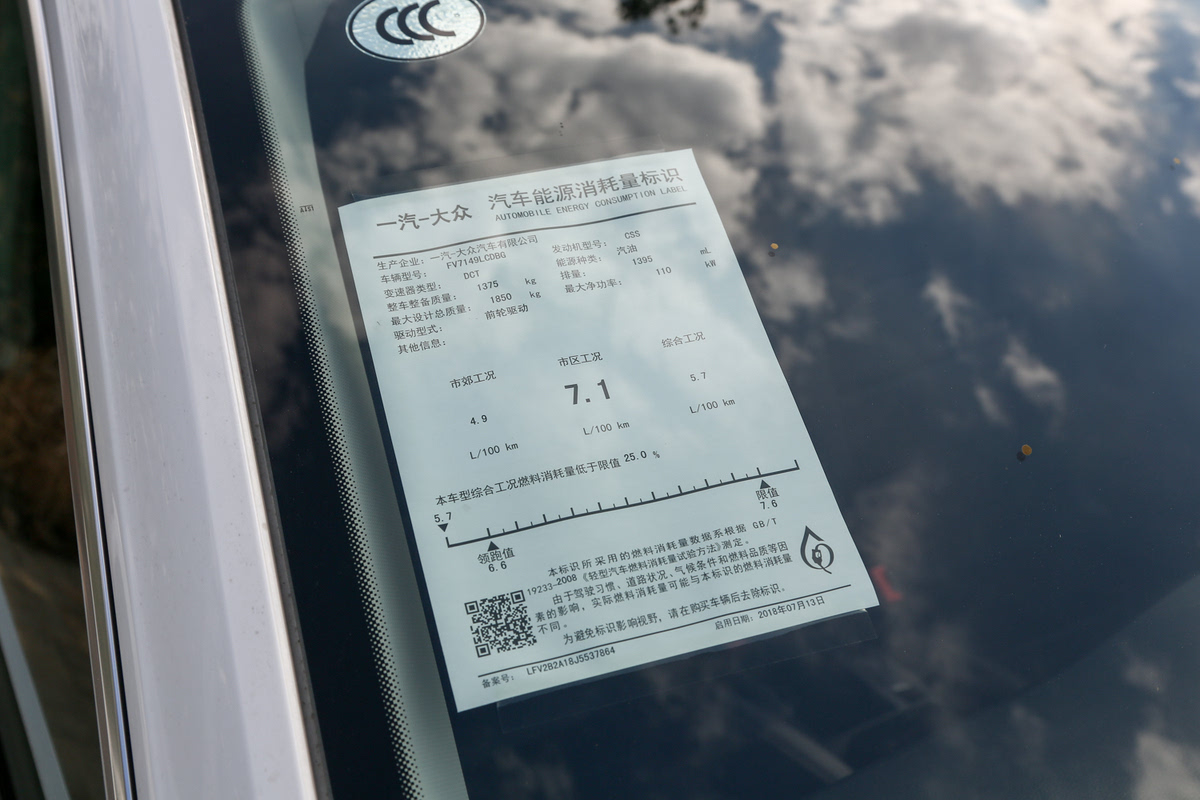 CCC
一汽-大众 汽车能源消耗量标识
AUTOMOBILE ENERGY CONSUMPTION LABEL
生产企业：一汽-大众汽车有限公司
车辆型号： FV7149LCDBG 发动机型号： CSS
变速器类型： DCT 能源种类： 汽油
整车整备质量： 1375 kg 排量： 1395 mL
最大设计总质量： 1850 kg 最大净功率： 110 kW
驱动型式： 前轮驱动
其他信息：
市郊工况 市区工况 综合工况
4.9 7.1 5.7
L/100 km L/100 km L/100 km
本车型综合工况燃料消耗量低于限值 25.0 %
5.7
领跑值 限值
6.6 7.6
本标识所采用的燃料消耗量数据系根据 GB/T
19233-2008《轻型汽车燃料消耗量试验方法》测定。
由于驾驶习惯、道路状况、气候条件和燃料品质等因
素的影响，实际燃料消耗量可能与本标识的燃料消耗量
不同。
为避免标识影响视野，请在购买车辆后去除标识。
备案号： LFV2B2A18J5537864 启用日期：2018年07月13日